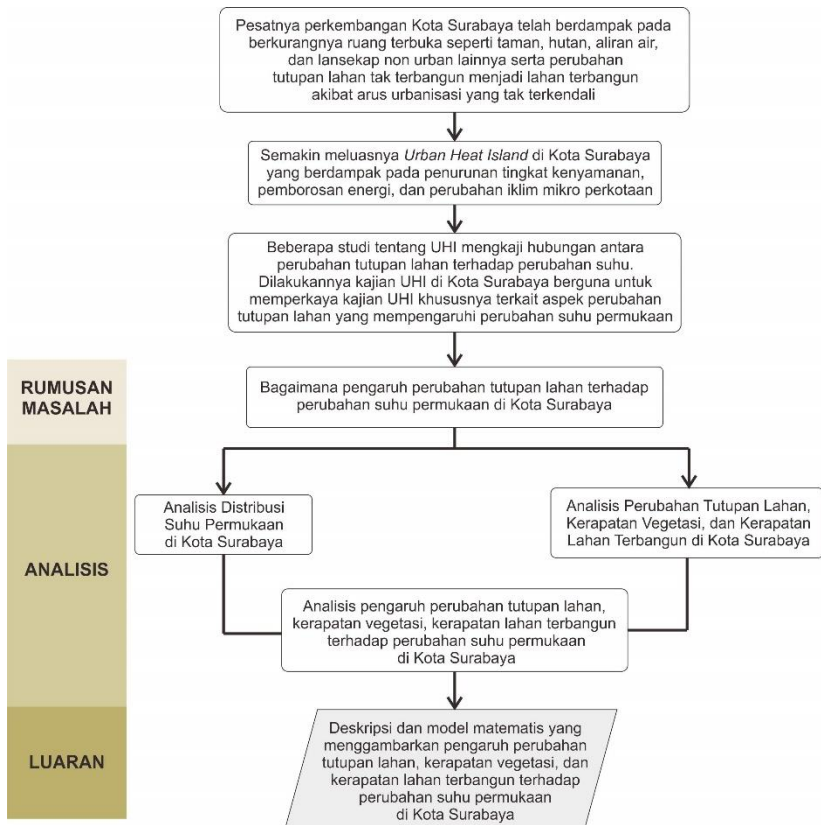 Pesatnya perkembangan Kota Surabaya telah berdampak pada
berkurangnya ruang terbuka seperti taman, hutan, aliran air,
dan lansekap non urban lainnya serta perubahan
tutupan lahan tak terbangun menjadi lahan terbangun
akibat arus urbanisasi yang tak terkendali
Semakin meluasnya Urban Heat Island di Kota Surabaya
yang berdampak pada penurunan tingkat kenyamanan,
pemborosan energi, dan perubahan iklim mikro perkotaan
Beberapa studi tentang UHI mengkaji hubungan antara
perubahan tutupan lahan terhadap perubahan suhu.
Dilakukannya kajian UHI di Kota Surabaya berguna untuk
memperkaya kajian UHI khususnya terkait aspek perubahan
tutupan lahan yang mempengaruhi perubahan suhu permukaan
RUMUSAN
MASALAH
Bagaimana pengaruh perubahan tutupan lahan terhadap
perubahan suhu permukaan di Kota Surabaya
ANALISIS
Analisis Distribusi
Suhu Permukaan
di Kota Surabaya
Analisis Perubahan Tutupan Lahan,
Kerapatan Vegetasi, dan Kerapatan
Lahan Terbangun di Kota Surabaya
Analisis pengaruh perubahan tutupan lahan,
kerapatan vegetasi, kerapatan lahan terbangun
terhadap perubahan suhu permukaan
di Kota Surabaya
LUARAN
Deskripsi dan model matematis yang
menggambarkan pengaruh perubahan
tutupan lahan, kerapatan vegetasi, dan
kerapatan lahan terbangun terhadap
perubahan suhu permukaan
di Kota Surabaya